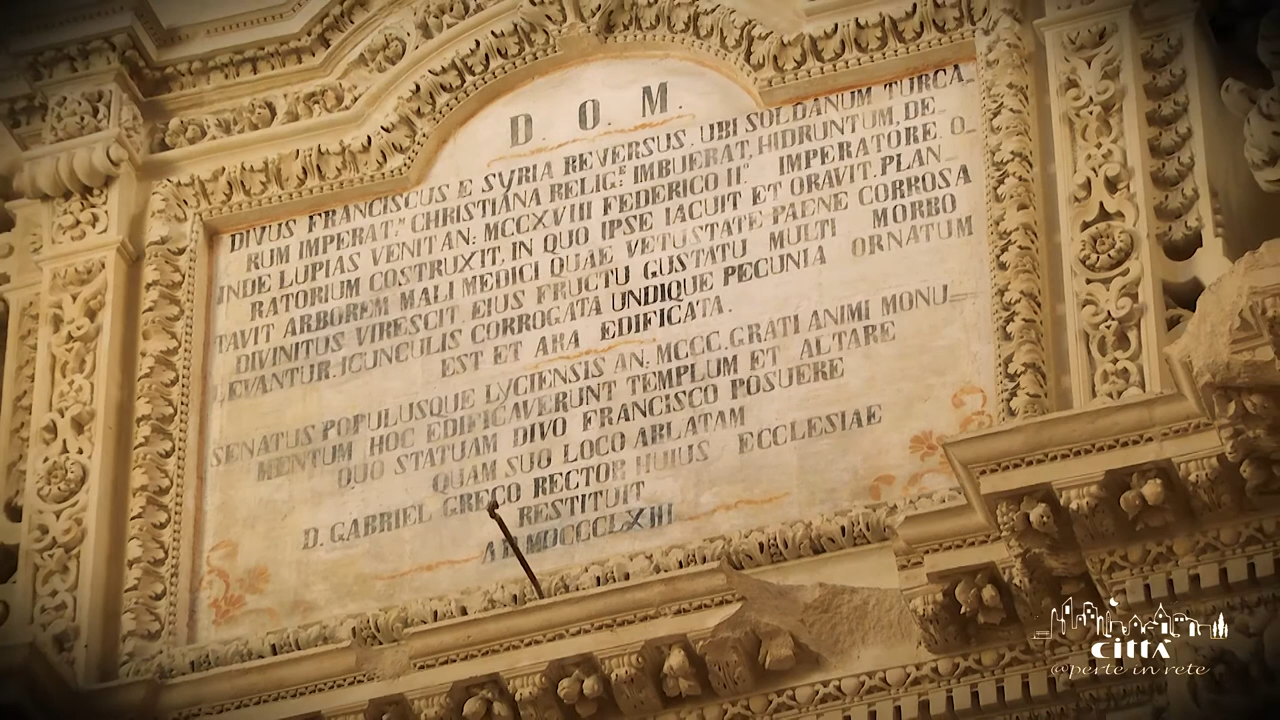 D. O. M.
DIVUS FRANCISCUS E SYRIA REVERSUS, UBI SOLDANUM TURCA_
RUM IMPERAT.M CHRISTIANA RELIG.E IMBUERAT, HIDRUNTUM, DE_
INDE LUPIAS VENIT AN: MCCXVIII FEDERICO II.O IMPERATORE. O_
RATORIUM COSTRUXIT, IN QUO IPSE IACUIT ET ORAVIT. PLAN_
TAVIT ARBOREM MALI MEDICI QUAE VETUSTATE PAENE CORROSA
DIVINITUS VIRESCIT. EIUS FRUCTU GUSTATU MULTI MORBO
LEVANTUR. ICUNCULIS CORROGATA UNDIQUE PECUNIA ORNATUM
EST ET ARA EDIFICATA.
SENATUS POPULUSQUE LYCIENSIS AN: MCCC. GRATI ANIMI MONU_
MENTUM HOC EDIFICAVERUNT TEMPLUM ET ALTARE
QUO STATUAM DIVO FRANCISCO POSUERE
QUAM SUO LOCO ABLATAM
D. GABRIEL GRECO RECTOR HUIUS ECCLESIAE
RESTITUIT
MDCCCLXIII
CITTÀ
@perte in rete